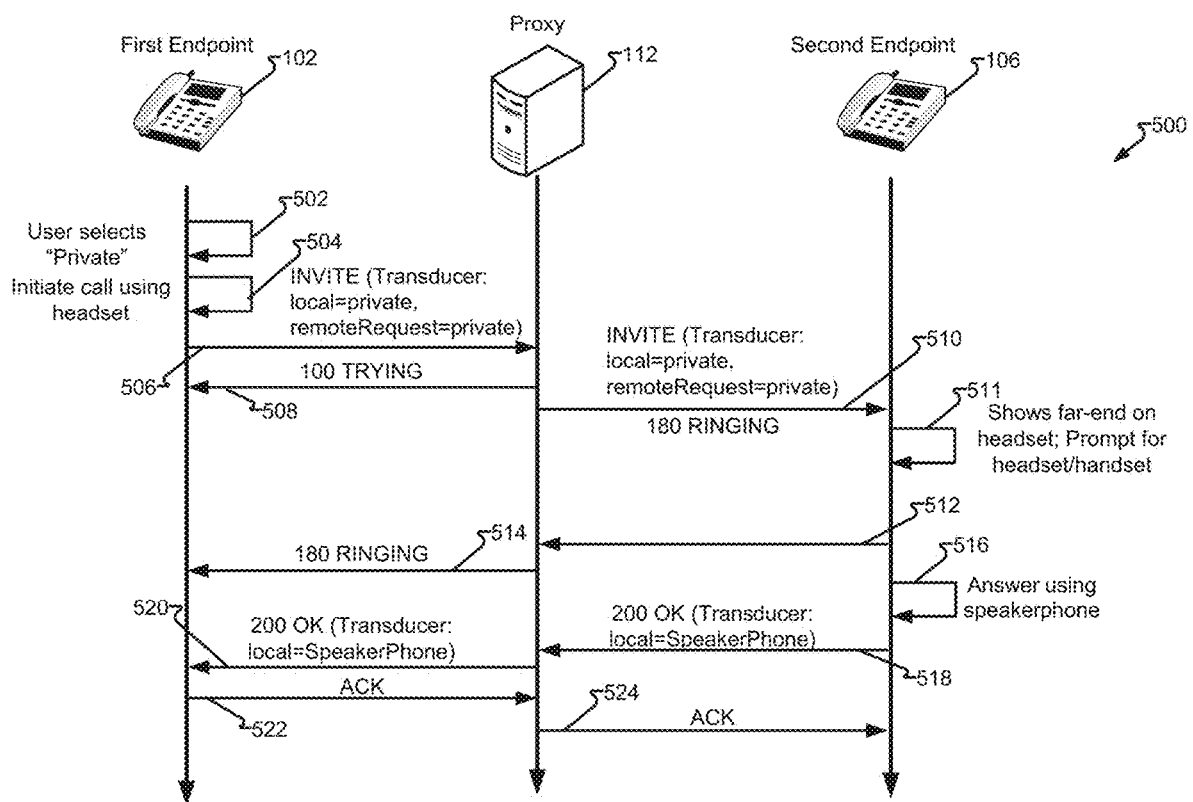 Proxy
First Endpoint
Second Endpoint
102
112
106
500
502
User selects
"Private"
504
Initiate call using
headset
INVITE (Transducer:
local=private,
remoteRequest=private)
INVITE (Transducer:
local=private,
remoteRequest=private)
510
506
100 TRYING
508
511
180 RINGING
Shows far-end on
headset; Prompt for
headset/handset
512
514
180 RINGING
516
Answer using
speakerphone
520
200 OK (Transducer:
local=SpeakerPhone)
200 OK (Transducer:
local=SpeakerPhone)
518
ACK
522
524
ACK